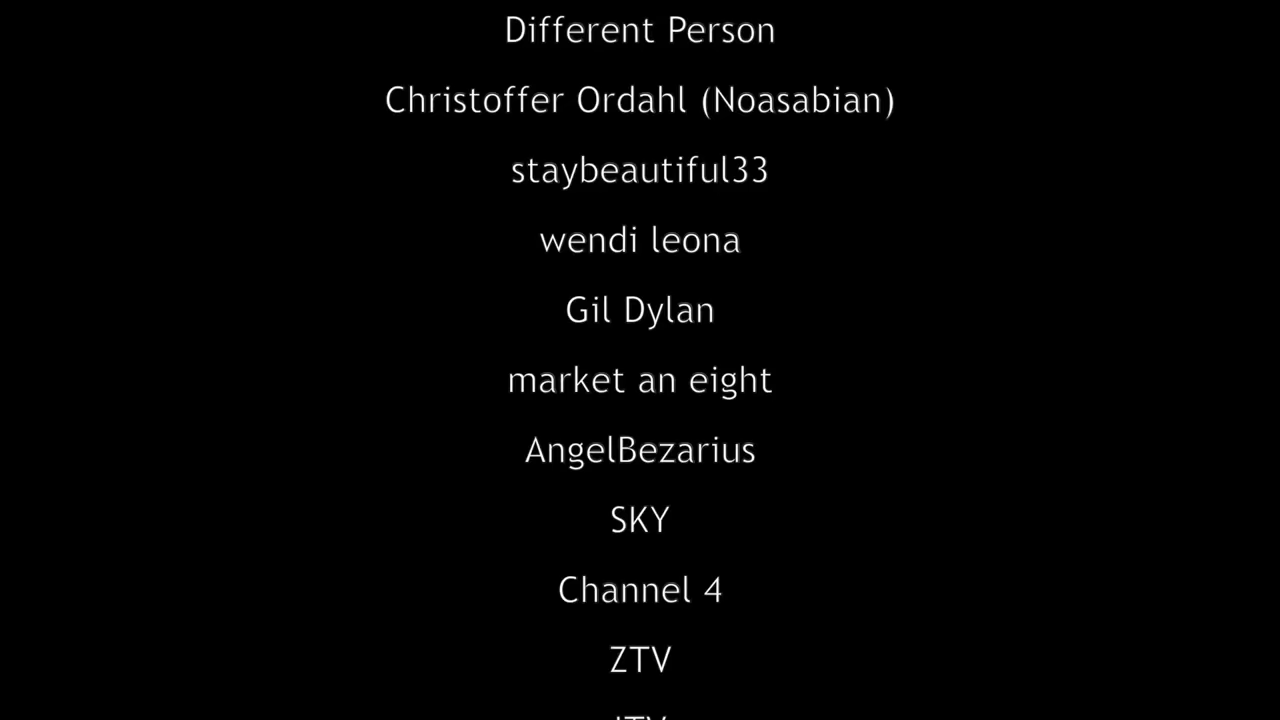 Different Person
Christoffer Ordahl (Noasabian)
staybeautiful33
wendi leona
Gil Dylan
market an eight
AngelBezarius
SKY
Channel 4
ZTV